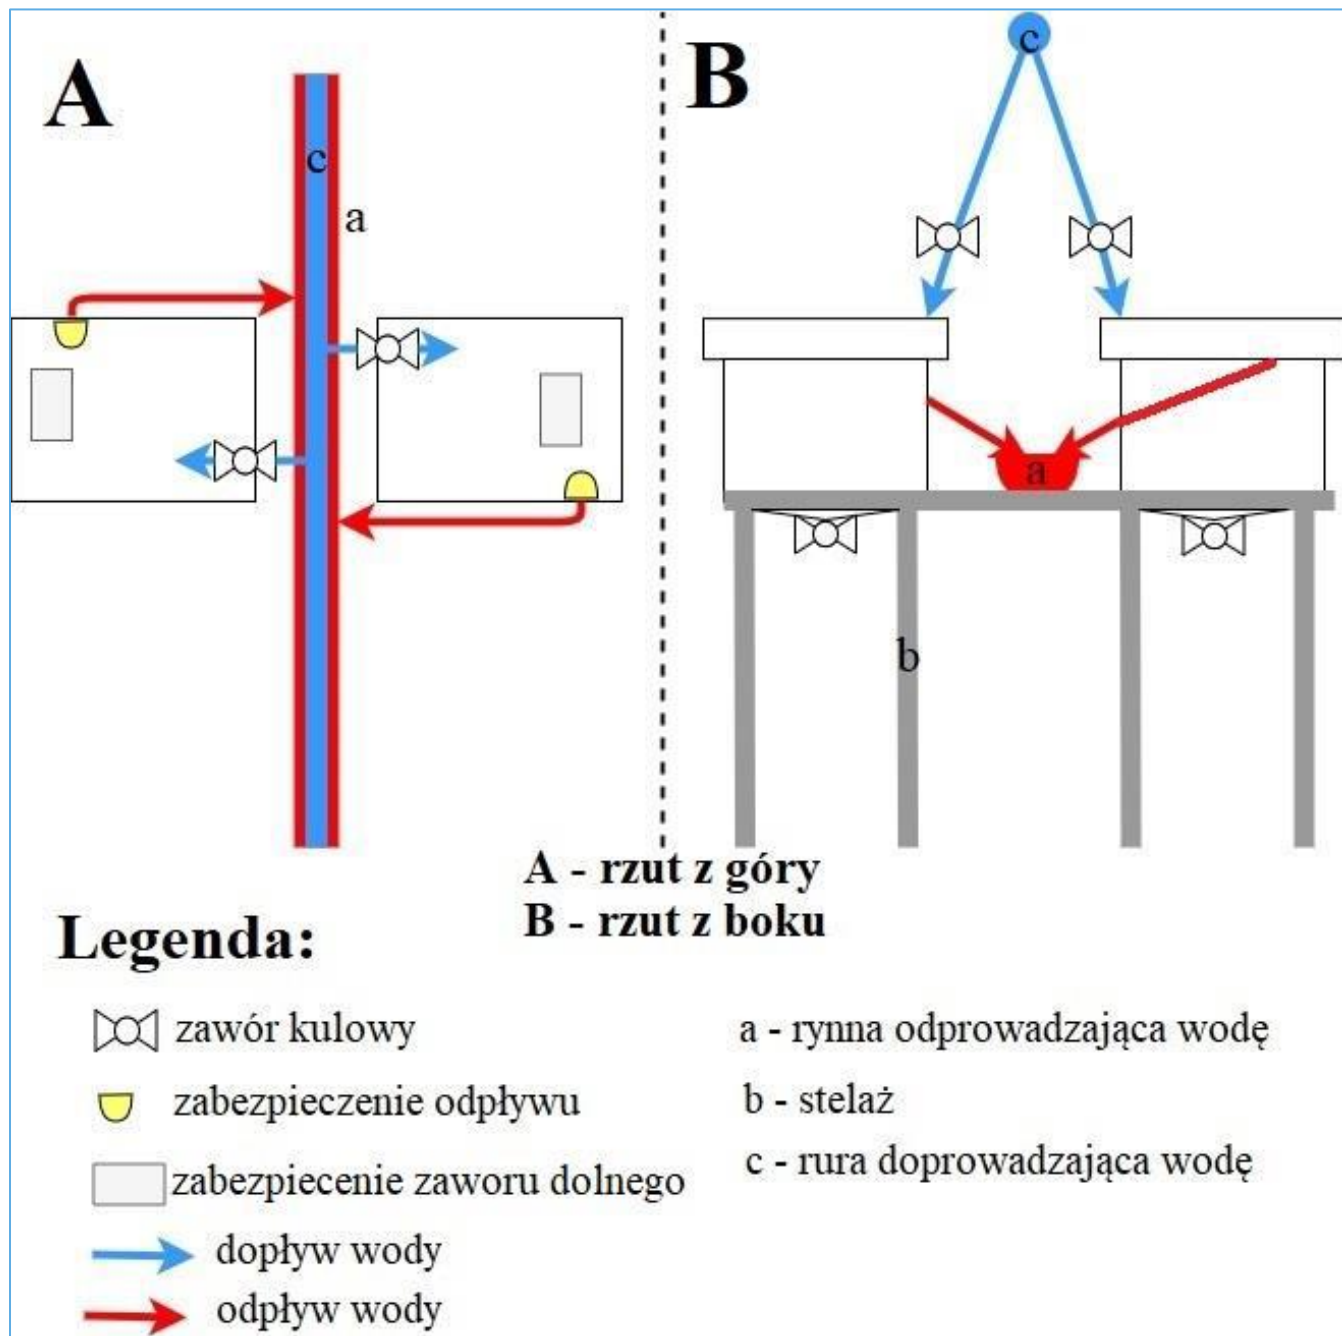 A
B
c
c
a
a
b
A - rzut z góry
B - rzut z boku
Legenda:
zawór kulowy
zabezpieczenie odpływu
zabezpiecenie zaworu dolnego
dopływ wody
odpływ wody
a - rynna odprowadzająca wodę
b - stelaż
c - rura doprowadzająca wodę